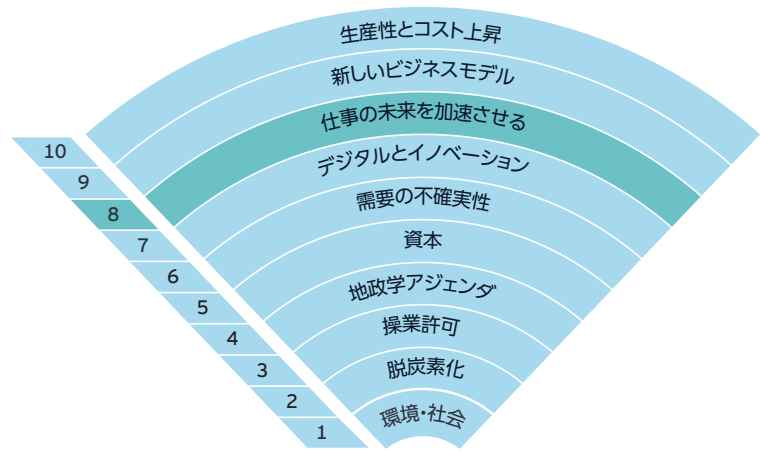 生産性とコスト上昇
新しいビジネスモデル
仕事の未来を加速させる
デジタルとイノベーション
需要の不確実性
資本
地政学アジェンダ
操業許可
脱炭素化
環境・社会
10
9
8
7
6
5
4
3
2
1